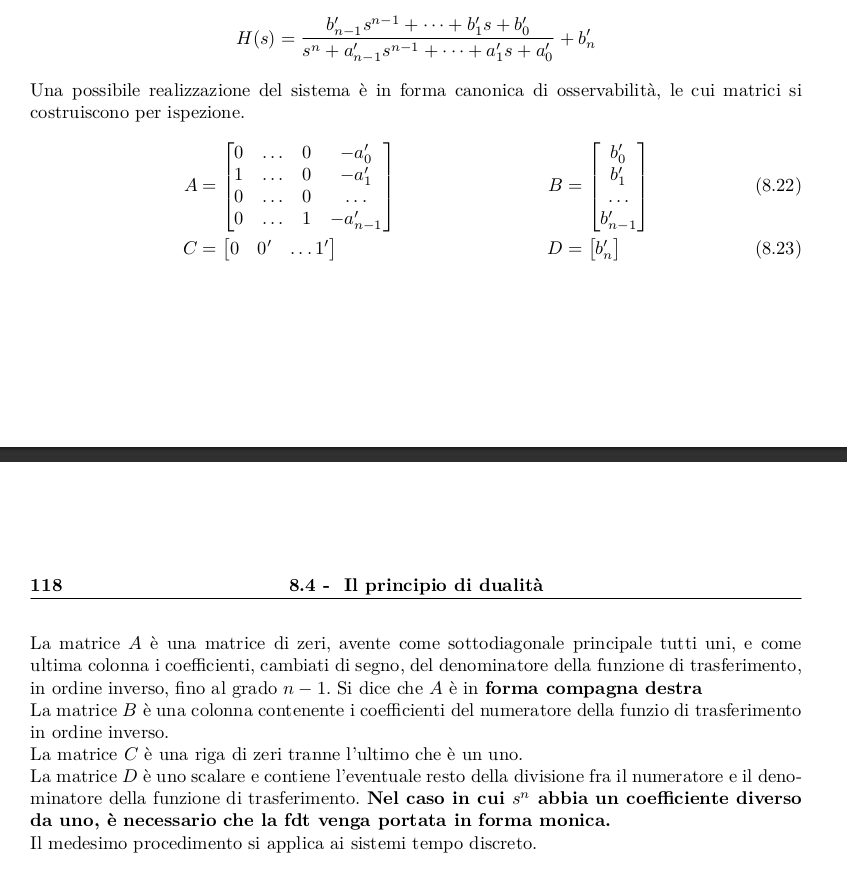 H(s) = \frac{b'_{n-1}s^{n-1} + \cdots + b'_1 s + b'_0}{s^n + a'_{n-1}s^{n-1} + \cdots + a'_1 s + a'_0} + b'_n
Una possibile realizzazione del sistema è in forma canonica di osservabilità, le cui matrici si
costruiscono per ispezione.
A = \begin{bmatrix} 0 & \ldots & 0 & -a'_0 \\ 1 & \ldots & 0 & -a'_1 \\ 0 & \ldots & 0 & \ldots \\ 0 & \ldots & 1 & -a'_{n-1} \end{bmatrix} B = \begin{bmatrix} b'_0 \\ b'_1 \\ \ldots \\ b'_{n-1} \end{bmatrix} (8.22)
C = \begin{bmatrix} 0 & 0' & \ldots 1' \end{bmatrix} D = \begin{bmatrix} b'_n \end{bmatrix} (8.23)
118 8.4 - Il principio di dualità
La matrice A è una matrice di zeri, avente come sottodiagonale principale tutti uni, e come
ultima colonna i coefficienti, cambiati di segno, del denominatore della funzione di trasferimento,
in ordine inverso, fino al grado n − 1. Si dice che A è in forma compagna destra
La matrice B è una colonna contenente i coefficienti del numeratore della funzio di trasferimento
in ordine inverso.
La matrice C è una riga di zeri tranne l'ultimo che è un uno.
La matrice D è uno scalare e contiene l'eventuale resto della divisione fra il numeratore e il deno-
minatore della funzione di trasferimento. Nel caso in cui s^n abbia un coefficiente diverso
da uno, è necessario che la fdt venga portata in forma monica.
Il medesimo procedimento si applica ai sistemi tempo discreto.